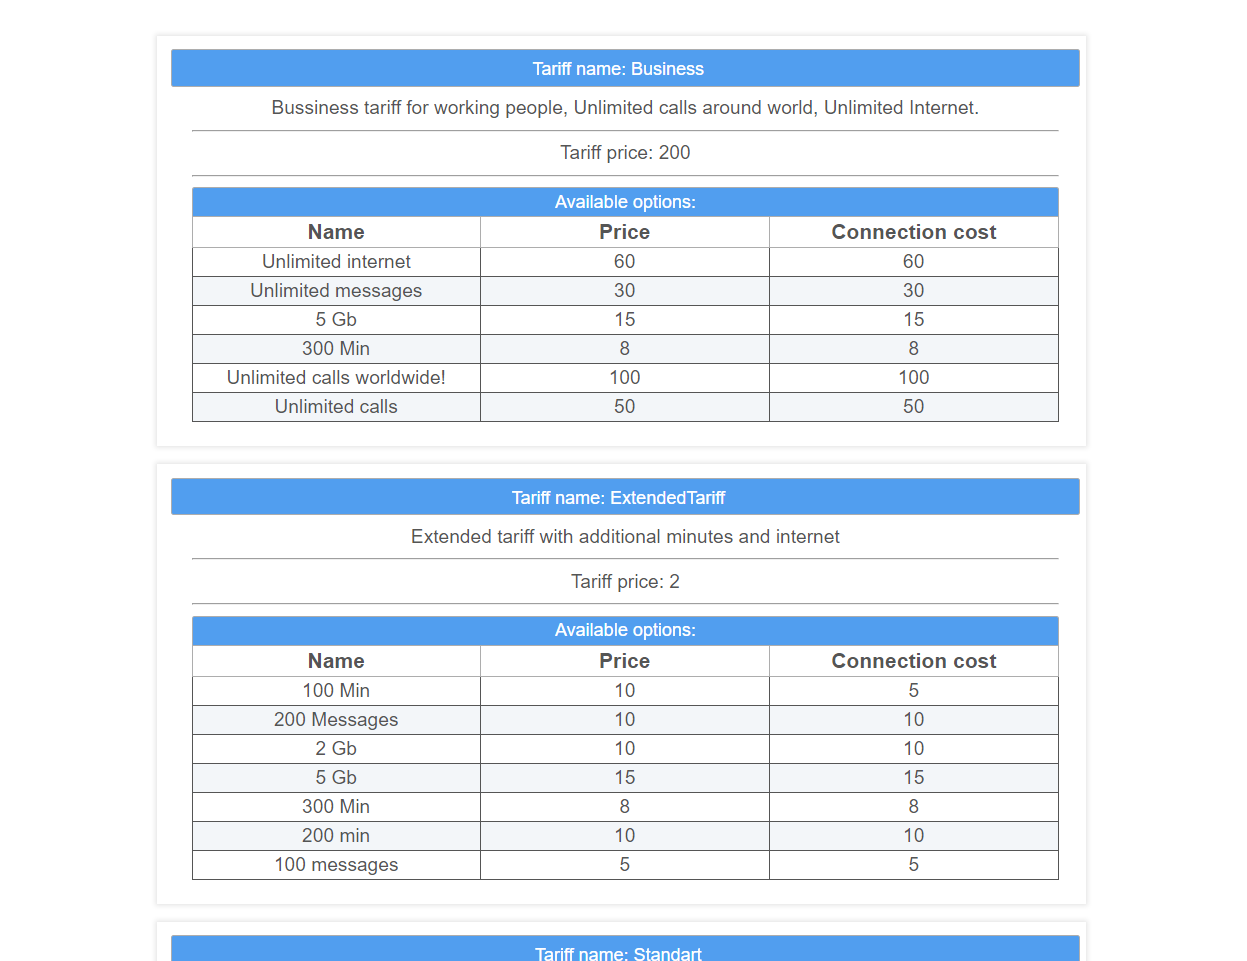 Tariff name: Business
Bussiness tariff for working people, Unlimited calls around world, Unlimited Internet.
Tariff price: 200
Available options:
Name Price Connection cost
Unlimited internet 60 60
Unlimited messages 30 30
5 Gb 15 15
300 Min 8 8
Unlimited calls worldwide! 100 100
Unlimited calls 50 50
Tariff name: ExtendedTariff
Extended tariff with additional minutes and internet
Tariff price: 2
Available options:
Name Price Connection cost
100 Min 10 5
200 Messages 10 10
2 Gb 10 10
5 Gb 15 15
300 Min 8 8
200 min 10 10
100 messages 5 5
Tariff name: Standart